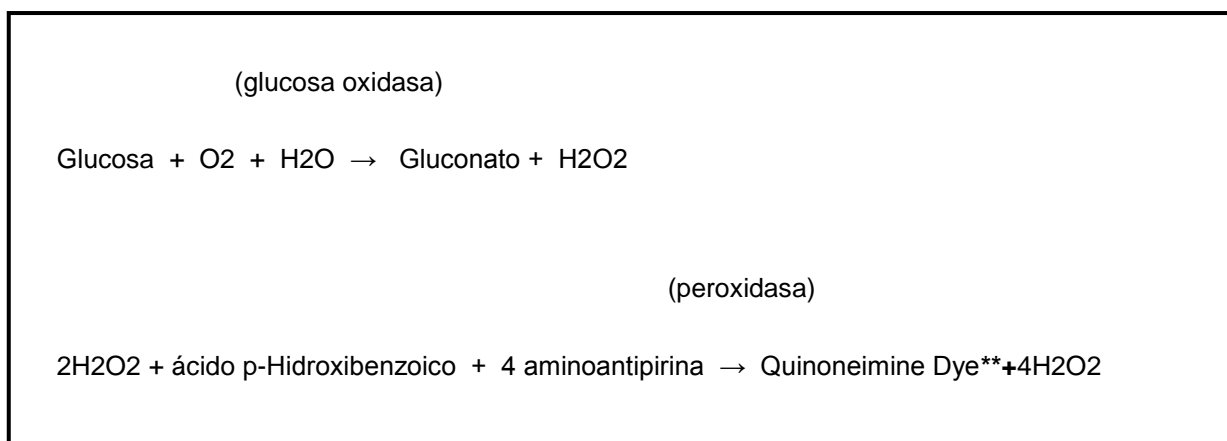 (glucosa oxidasa)
Glucosa + O2 + H2O → Gluconato + H2O2
(peroxidasa)
2H2O2 + ácido p-Hidroxibenzoico + 4 aminoantipirina → Quinoneimine Dye**+4H2O2